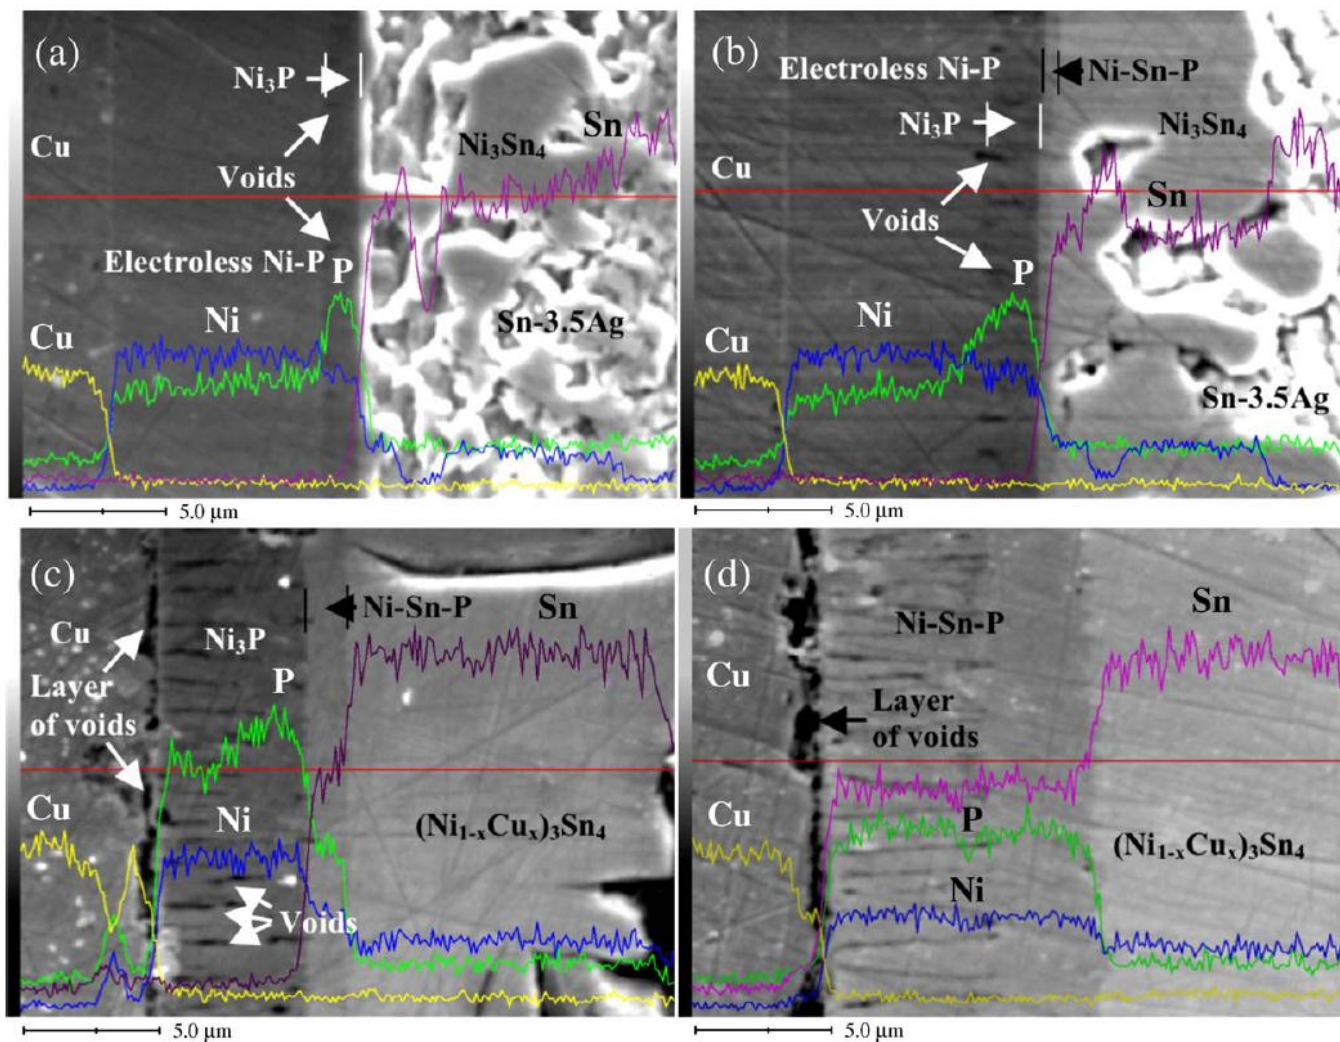 (a)
Ni₃P
Cu
Voids
Ni₃Sn₄
Sn
Electroless Ni-P
P
Ni
Cu
Sn-3.5Ag
5.0 μm
(b)
Electroless Ni-P
Ni-Sn-P
Ni₃P
Ni₃Sn₄
Cu
Sn
Voids
P
Ni
Cu
Sn-3.5Ag
5.0 μm
(c)
Ni-Sn-P
Sn
Cu
Ni₃P
Layer
of voids
P
Cu
Ni
(Ni₁₋ₓCuₓ)₃Sn₄
Voids
5.0 μm
(d)
Sn
Ni-Sn-P
Cu
Layer
of voids
Cu
P
(Ni₁₋ₓCuₓ)₃Sn₄
Ni
5.0 μm